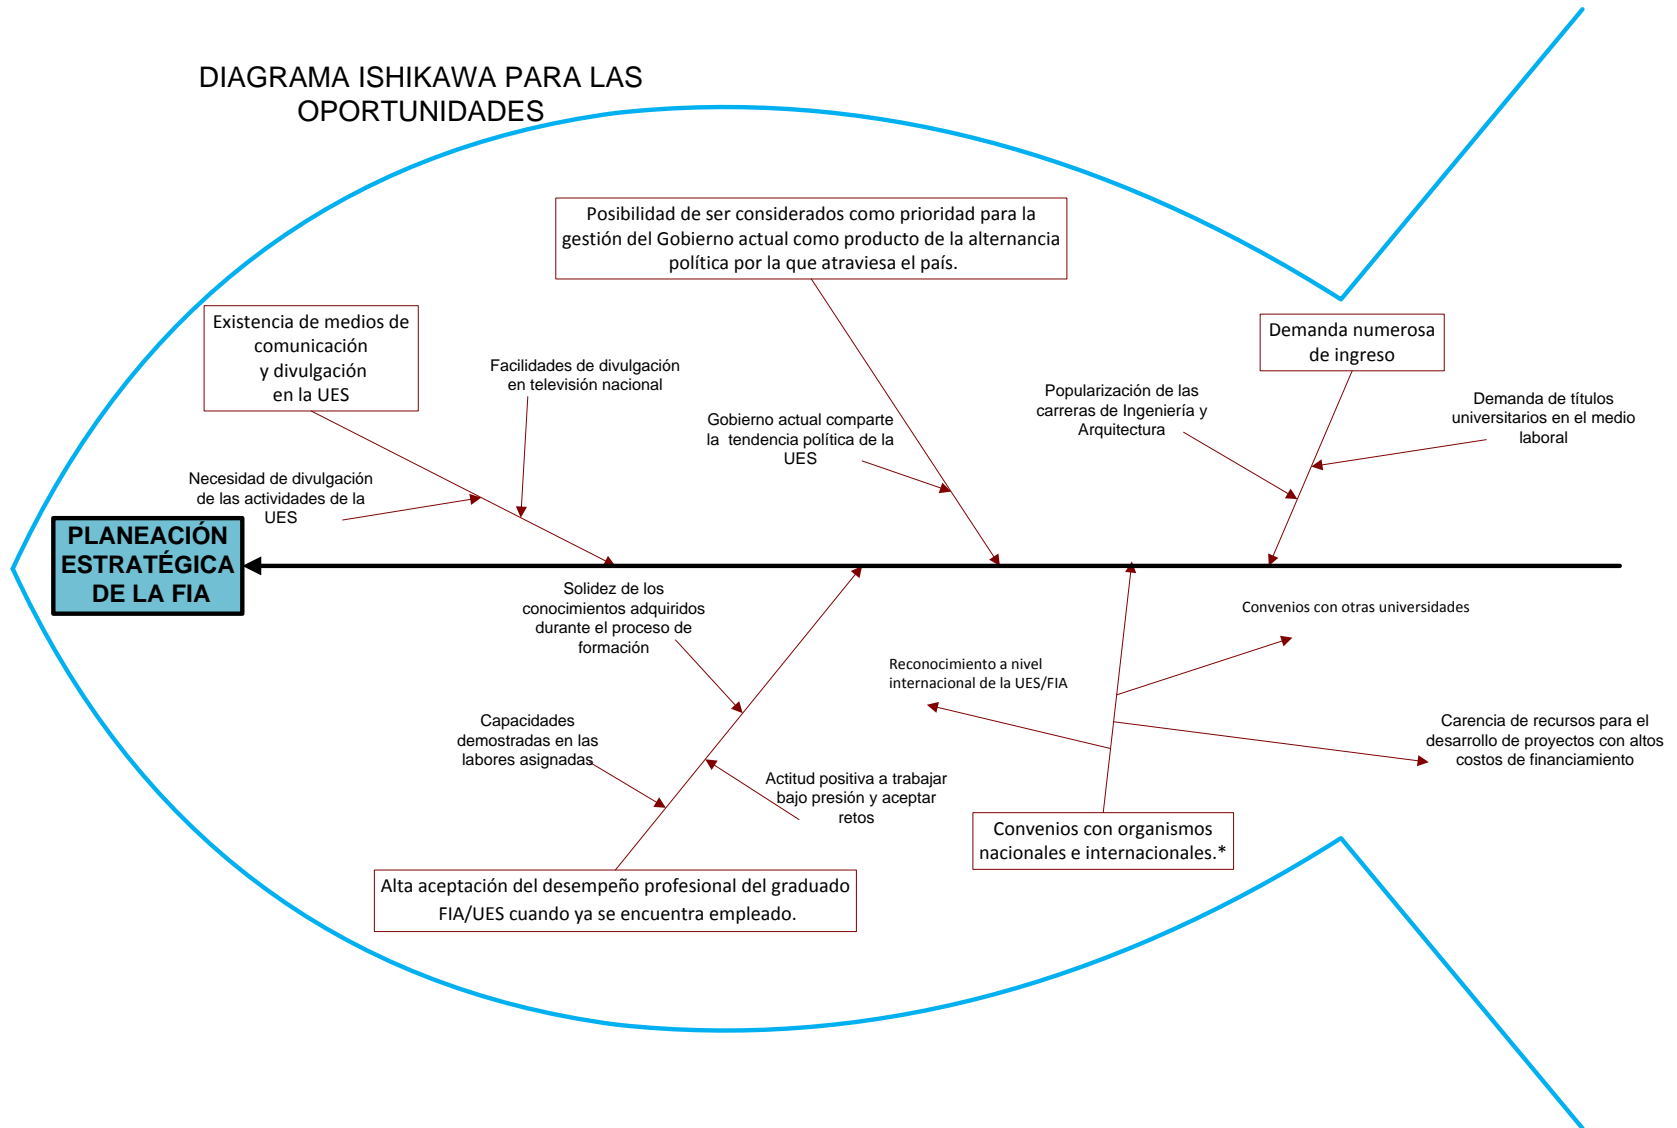 DIAGRAMA ISHIKAWA PARA LAS
OPORTUNIDADES
Posibilidad de ser considerados como prioridad para la
gestión del Gobierno actual como producto de la alternancia
política por la que atraviesa el país.
Existencia de medios de
comunicación
y divulgación
en la UES
Demanda numerosa
de ingreso
Facilidades de divulgación
en televisión nacional
Popularización de las
carreras de Ingeniería y
Arquitectura
Demanda de títulos
universitarios en el medio
laboral
Gobierno actual comparte
la tendencia política de la
UES
Necesidad de divulgación
de las actividades de la
UES
PLANEACIÓN
ESTRATÉGICA
DE LA FIA
Solidez de los
conocimientos adquiridos
durante el proceso de
formación
Convenios con otras universidades
Reconocimiento a nivel
internacional de la UES/FIA
Capacidades
demostradas en las
labores asignadas
Carencia de recursos para el
desarrollo de proyectos con altos
costos de financiamiento
Actitud positiva a trabajar
bajo presión y aceptar
retos
Convenios con organismos
nacionales e internacionales.*
Alta aceptación del desempeño profesional del graduado
FIA/UES cuando ya se encuentra empleado.